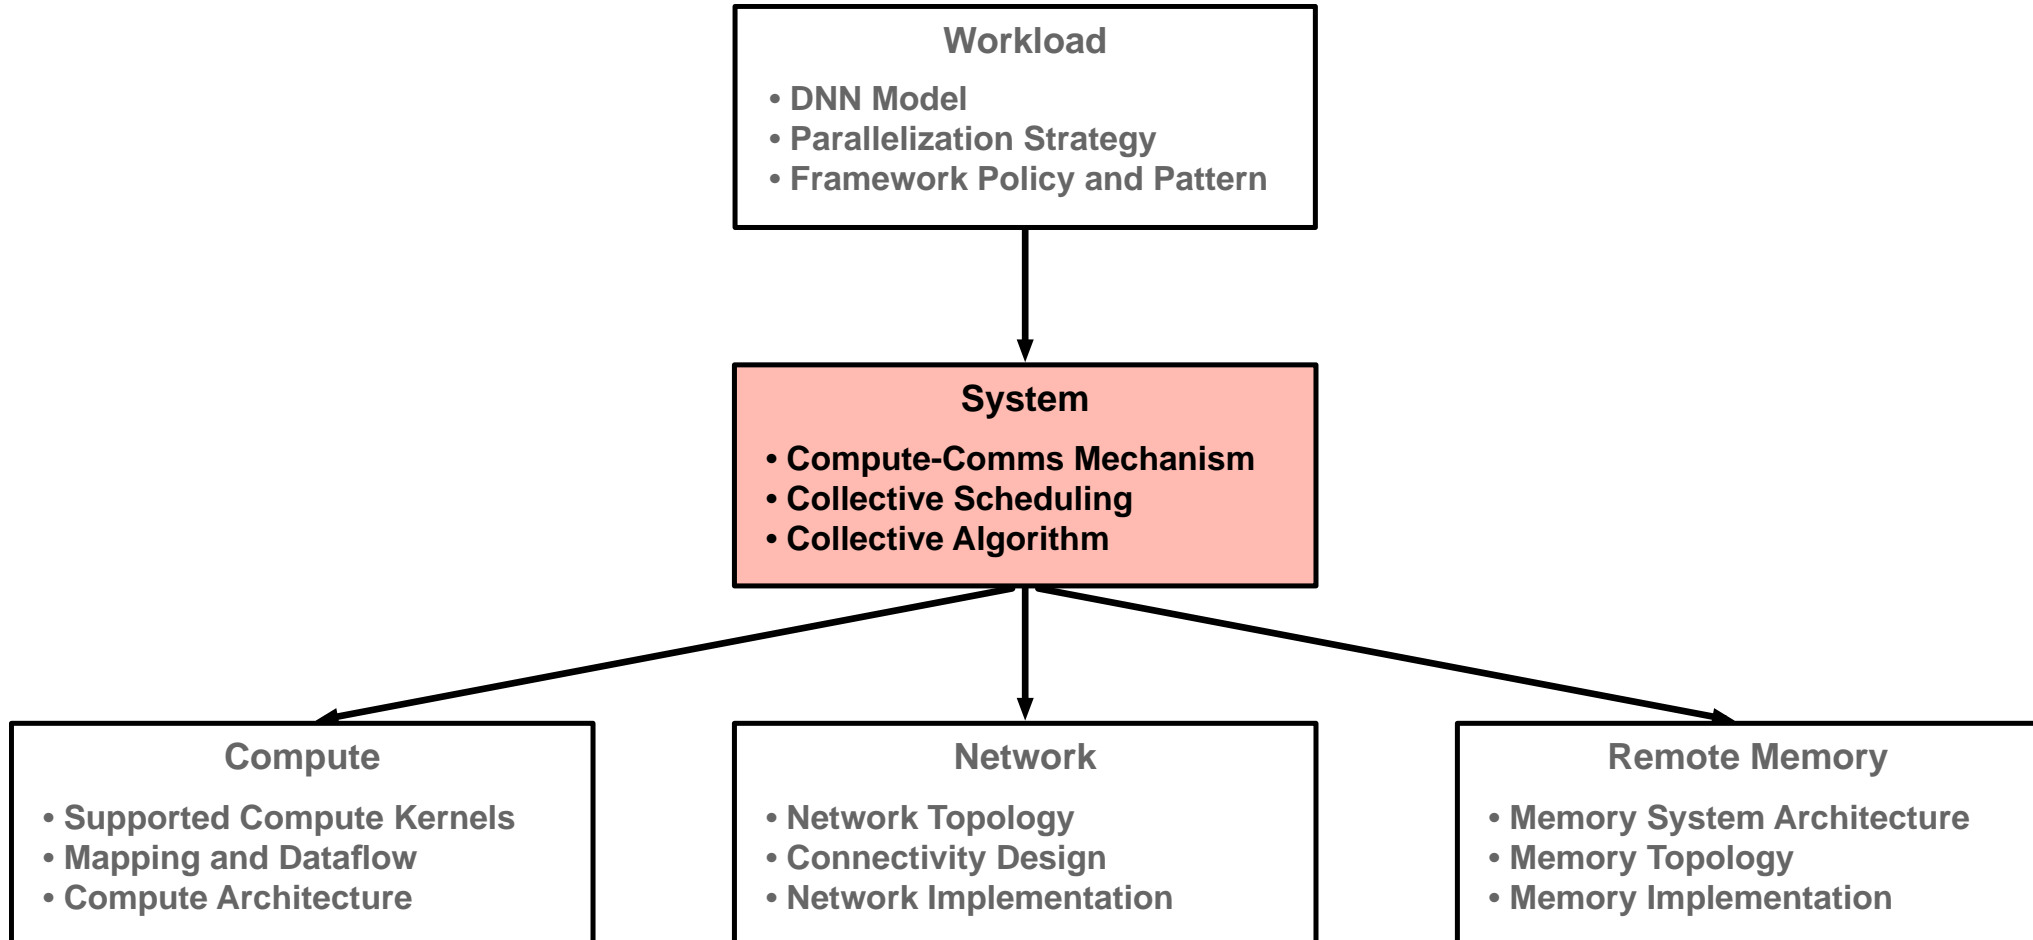 Workload
• DNN Model
• Parallelization Strategy
• Framework Policy and Pattern
System
• Compute-Comms Mechanism
• Collective Scheduling
• Collective Algorithm
Compute
• Supported Compute Kernels
• Mapping and Dataflow
• Compute Architecture
Network
• Network Topology
• Connectivity Design
• Network Implementation
Remote Memory
• Memory System Architecture
• Memory Topology
• Memory Implementation